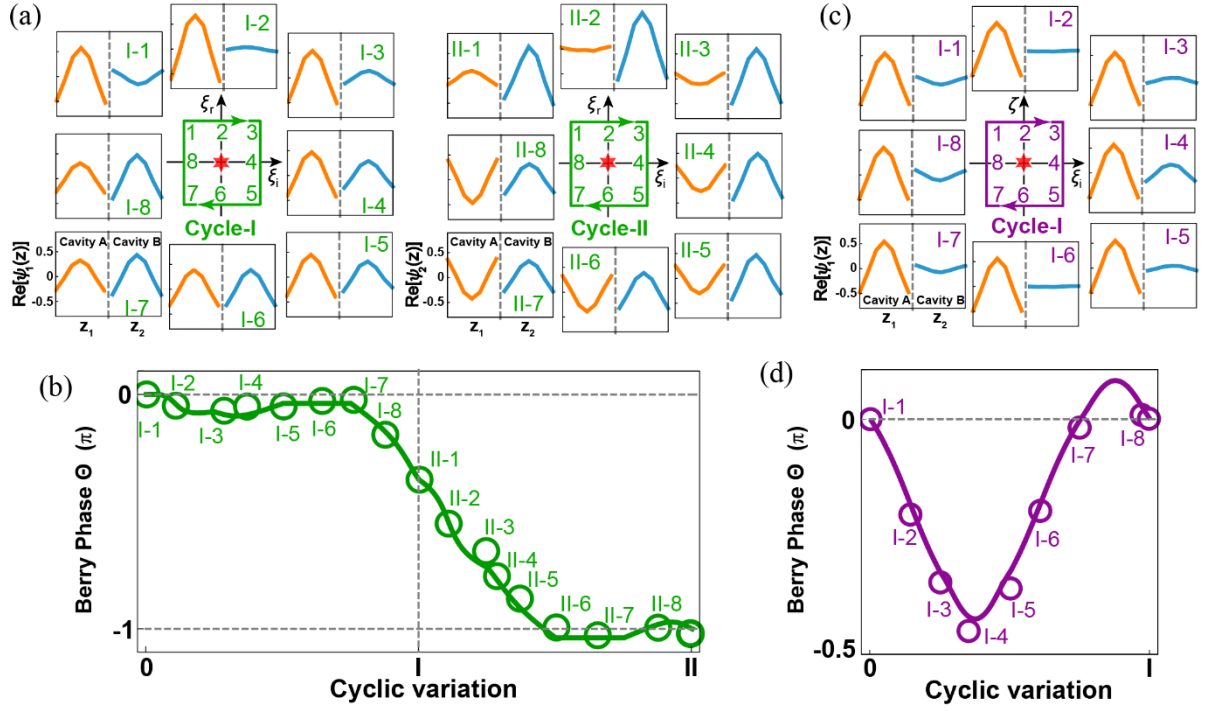 (a)
I-1
I-2
I-3
ξr
1 2 3
8 4
ξi
7 6 5
Cycle-I
I-8
I-4
Re[ψ1(z)]
0.5
0
-0.5
Cavity A
Cavity B
I-7
z1
z2
I-6
I-5
II-1
II-2
II-3
ξr
1 2 3
8 4
ξi
7 6 5
Cycle-II
II-8
II-4
Re[ψ2(z)]
0.5
0
-0.5
Cavity A
Cavity B
II-7
z1
z2
II-6
II-5
(c)
I-1
I-2
I-3
ζ
1 2 3
8 4
ξi
7 6 5
Cycle-I
I-8
I-4
Re[ψ1(z)]
0.5
0
-0.5
I-7
Cavity A
Cavity B
z1
z2
I-6
I-5
(b)
Berry Phase Θ (π)
0
-1
I-1
I-2
I-3
I-4
I-5
I-6
I-7
I-8
II-1
II-2
II-3
II-4
II-5
II-6
II-7
II-8
0
I
II
Cyclic variation
(d)
Berry Phase Θ (π)
0
-0.5
I-1
I-2
I-3
I-4
I-5
I-6
I-7
I-8
0
I
Cyclic variation